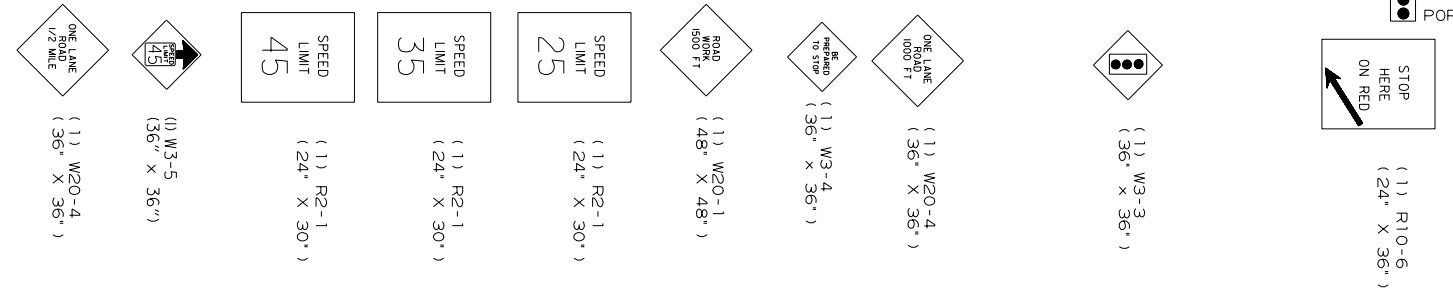 ONE LANE
ROAD
1/2 MILE
( 1) W20-4
( 36" X 36" )
SPEED
LIMIT
45
(1) W3-5
(36" X 36")
SPEED
LIMIT
45
( 1) R2-1
( 24" X 30" )
SPEED
LIMIT
35
( 1) R2-1
( 24" X 30" )
SPEED
LIMIT
25
( 1) R2-1
( 24" X 30" )
ROAD
WORK
1500 FT
( 1) W20-1
( 48" X 48" )
BE
PREPARED
TO STOP
( 1) W3-4
( 36" x 36" )
ONE LANE
ROAD
1000 FT
( 1) W20-4
( 36" X 36" )
( 1) W3-3
( 36" x 36" )
STOP
HERE
ON RED
( 1) R10-6
( 24" X 36" )